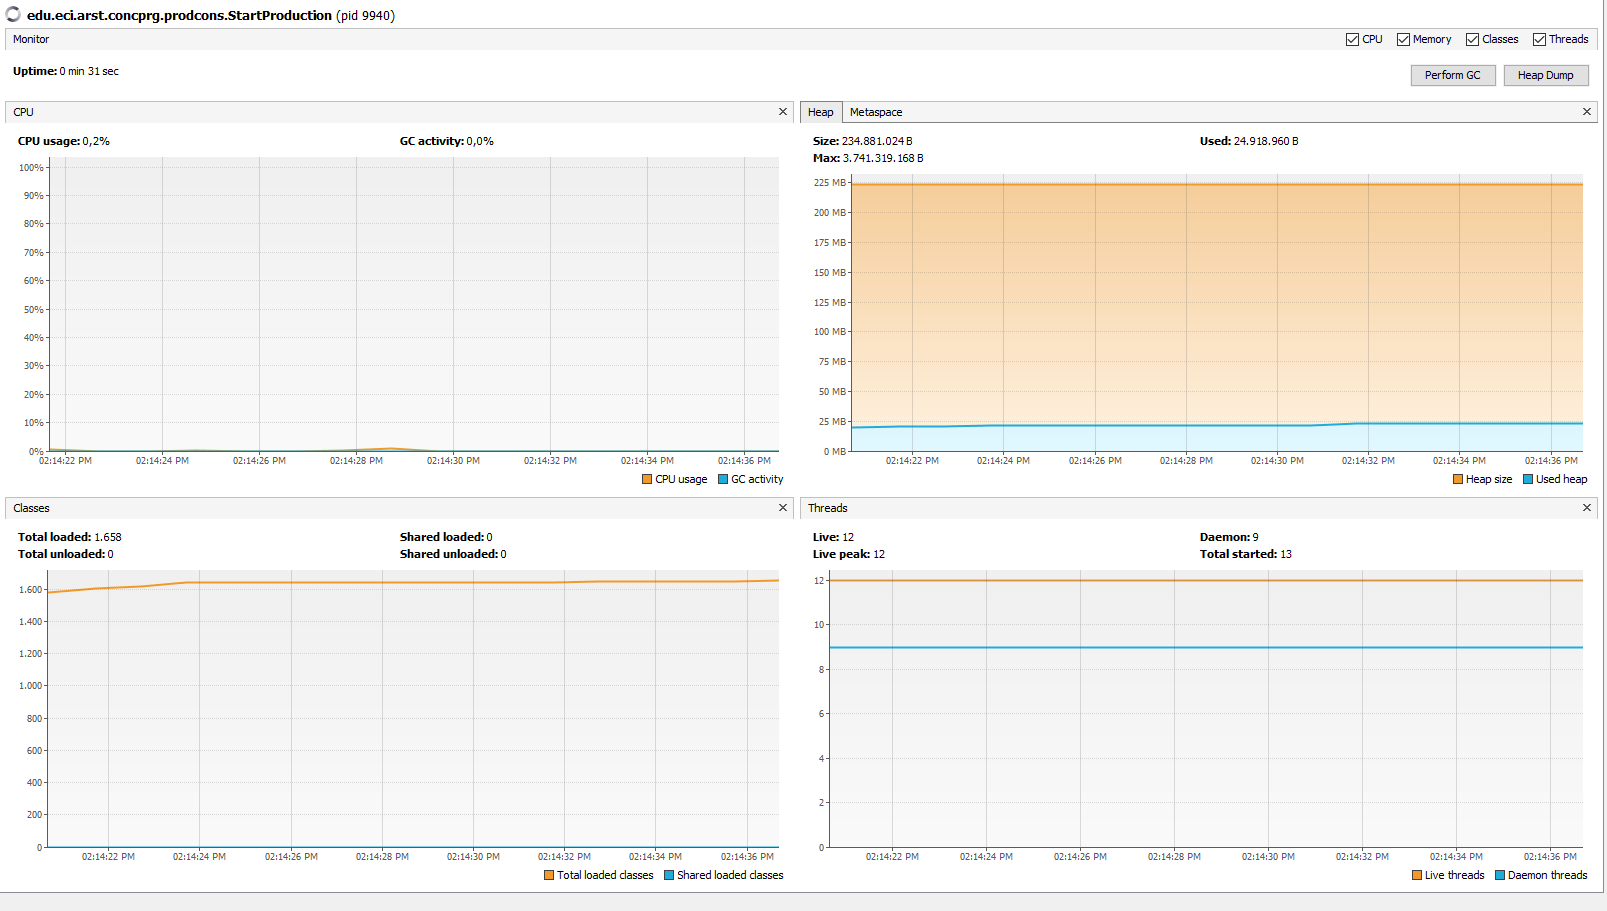 edu.eci.arst.concprg.prodcons.StartProduction (pid 9940)
Monitor
CPU Memory Classes Threads
Uptime: 0 min 31 sec
Perform GC Heap Dump
CPU
CPU usage: 0,2% GC activity: 0,0%
100%
90%
80%
70%
60%
50%
40%
30%
20%
10%
0%
02:14:22 PM 02:14:24 PM 02:14:26 PM 02:14:28 PM 02:14:30 PM 02:14:32 PM 02:14:34 PM 02:14:36 PM
CPU usage GC activity
Heap Metaspace
Size: 234.881.024 B Used: 24.918.960 B
Max: 3.741.319.168 B
225 MB
200 MB
175 MB
150 MB
125 MB
100 MB
75 MB
50 MB
25 MB
0 MB
02:14:22 PM 02:14:24 PM 02:14:26 PM 02:14:28 PM 02:14:30 PM 02:14:32 PM 02:14:34 PM 02:14:36 PM
Heap size Used heap
Classes
Total loaded: 1.658 Shared loaded: 0
Total unloaded: 0 Shared unloaded: 0
1.600
1.400
1.200
1.000
800
600
400
200
0
02:14:22 PM 02:14:24 PM 02:14:26 PM 02:14:28 PM 02:14:30 PM 02:14:32 PM 02:14:34 PM 02:14:36 PM
Total loaded classes Shared loaded classes
Threads
Live: 12 Daemon: 9
Live peak: 12 Total started: 13
12
10
8
6
4
2
0
02:14:22 PM 02:14:24 PM 02:14:26 PM 02:14:28 PM 02:14:30 PM 02:14:32 PM 02:14:34 PM 02:14:36 PM
Live threads Daemon threads